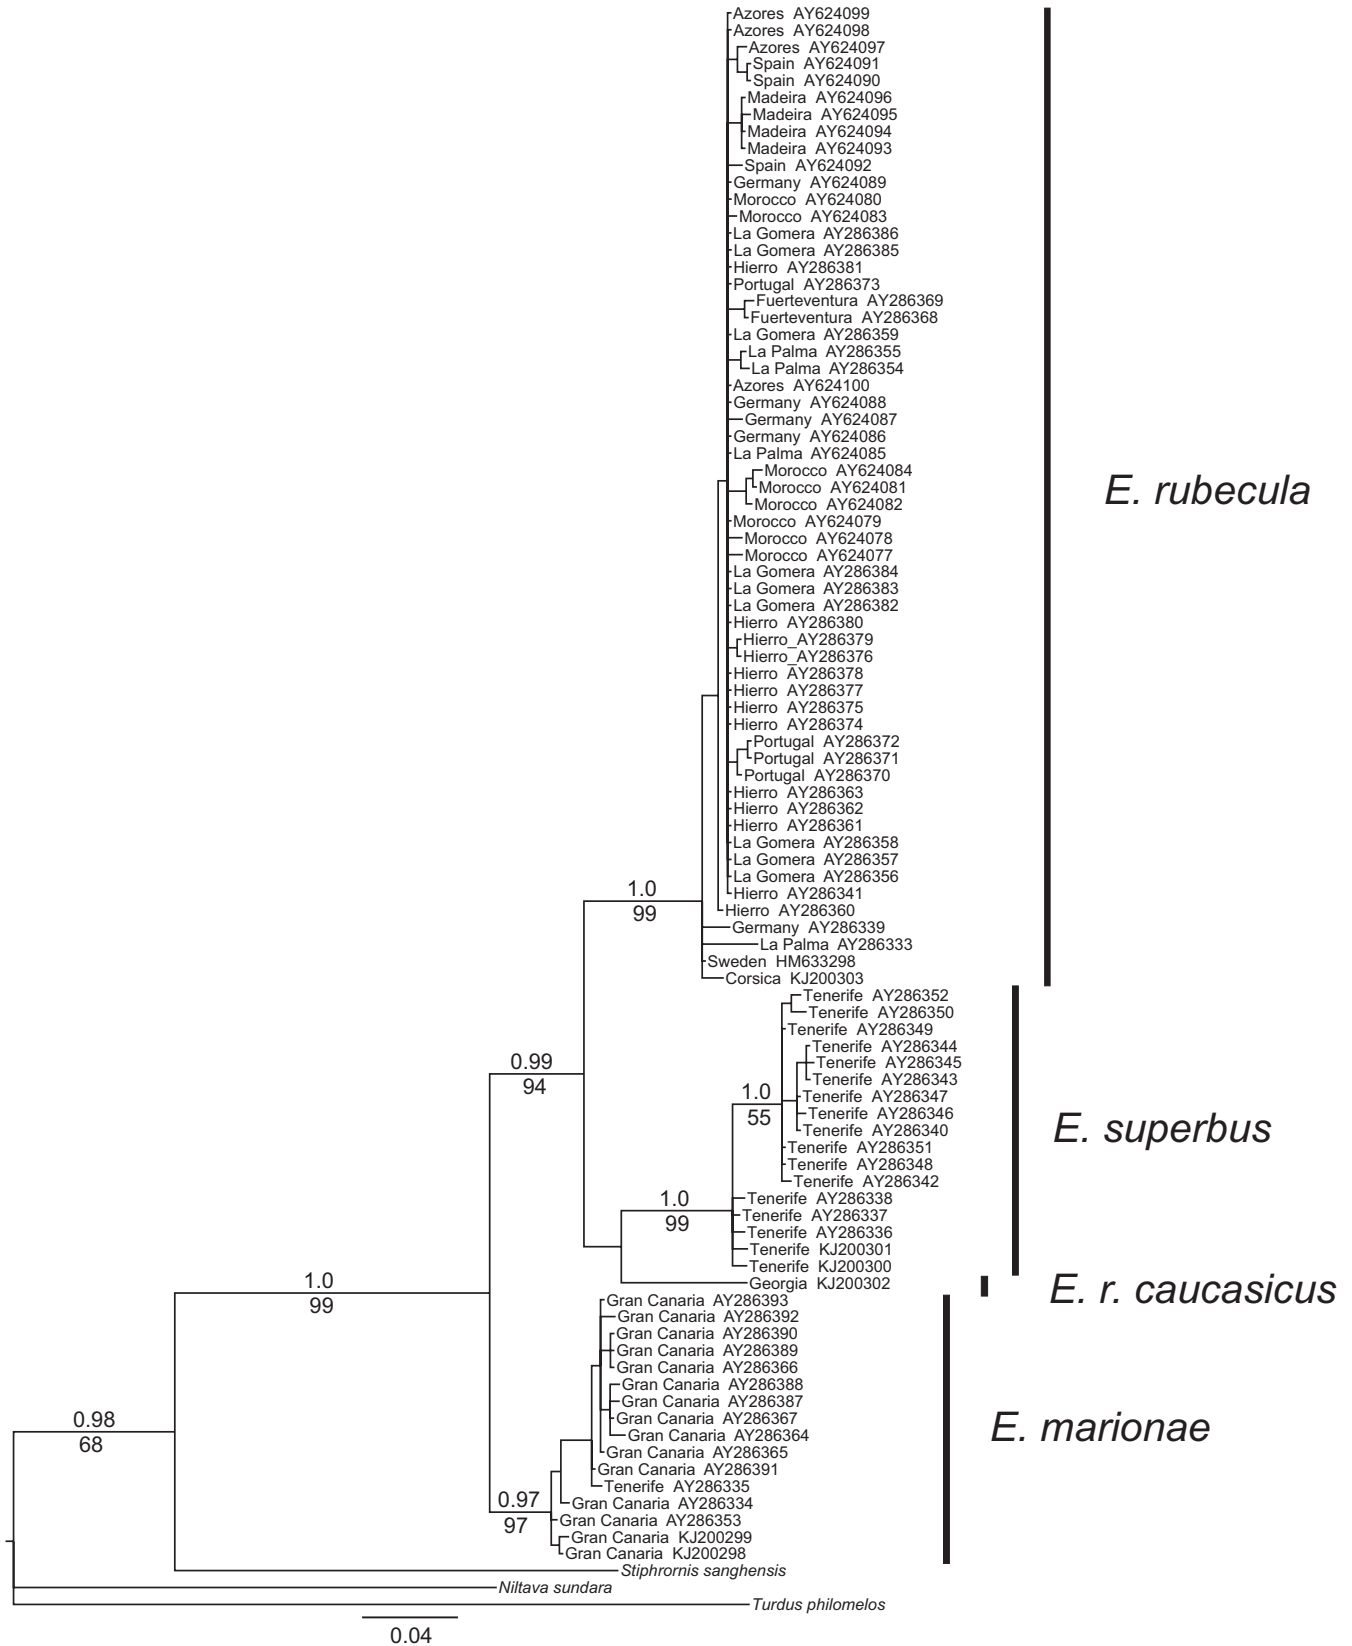 Azores AY624099
Azores AY624098
Azores AY624097
Spain AY624091
Spain AY624090
Madeira AY624096
Madeira AY624095
Madeira AY624094
Madeira AY624093
Spain AY624092
Germany AY624089
Morocco AY624080
Morocco AY624083
La Gomera AY286386
La Gomera AY286385
Hierro AY286381
Portugal AY286373
Fuerteventura AY286369
Fuerteventura AY286368
La Gomera AY286359
La Palma AY286355
La Palma AY286354
Azores AY624100
Germany AY624088
Germany AY624087
Germany AY624086
La Palma AY624085
Morocco AY624084
Morocco AY624081
Morocco AY624082
Morocco AY624079
Morocco AY624078
Morocco AY624077
La Gomera AY286384
La Gomera AY286383
La Gomera AY286382
Hierro AY286380
Hierro_AY286379
Hierro_AY286376
Hierro AY286378
Hierro AY286377
Hierro AY286375
Hierro AY286374
Portugal AY286372
Portugal AY286371
Portugal AY286370
Hierro AY286363
Hierro AY286362
Hierro AY286361
La Gomera AY286358
La Gomera AY286357
La Gomera AY286356
Hierro AY286341
Hierro AY286360
Germany AY286339
La Palma AY286333
Sweden HM633298
Corsica KJ200303
E. rubecula
1.0
99
Tenerife AY286352
Tenerife AY286350
Tenerife AY286349
Tenerife AY286344
Tenerife AY286345
Tenerife AY286343
Tenerife AY286347
Tenerife AY286346
Tenerife AY286340
Tenerife AY286351
Tenerife AY286348
Tenerife AY286342
Tenerife AY286338
Tenerife AY286337
Tenerife AY286336
Tenerife KJ200301
Tenerife KJ200300
E. superbus
0.99
94
1.0
55
1.0
99
Georgia KJ200302
E. r. caucasicus
1.0
99
Gran Canaria AY286393
Gran Canaria AY286392
Gran Canaria AY286390
Gran Canaria AY286389
Gran Canaria AY286366
Gran Canaria AY286388
Gran Canaria AY286387
Gran Canaria AY286367
Gran Canaria AY286364
Gran Canaria AY286365
Gran Canaria AY286391
Tenerife AY286335
Gran Canaria AY286334
Gran Canaria AY286353
Gran Canaria KJ200299
Gran Canaria KJ200298
E. marionae
0.98
68
0.97
97
Stiphrornis sanghensis
Niltava sundara
Turdus philomelos
0.04